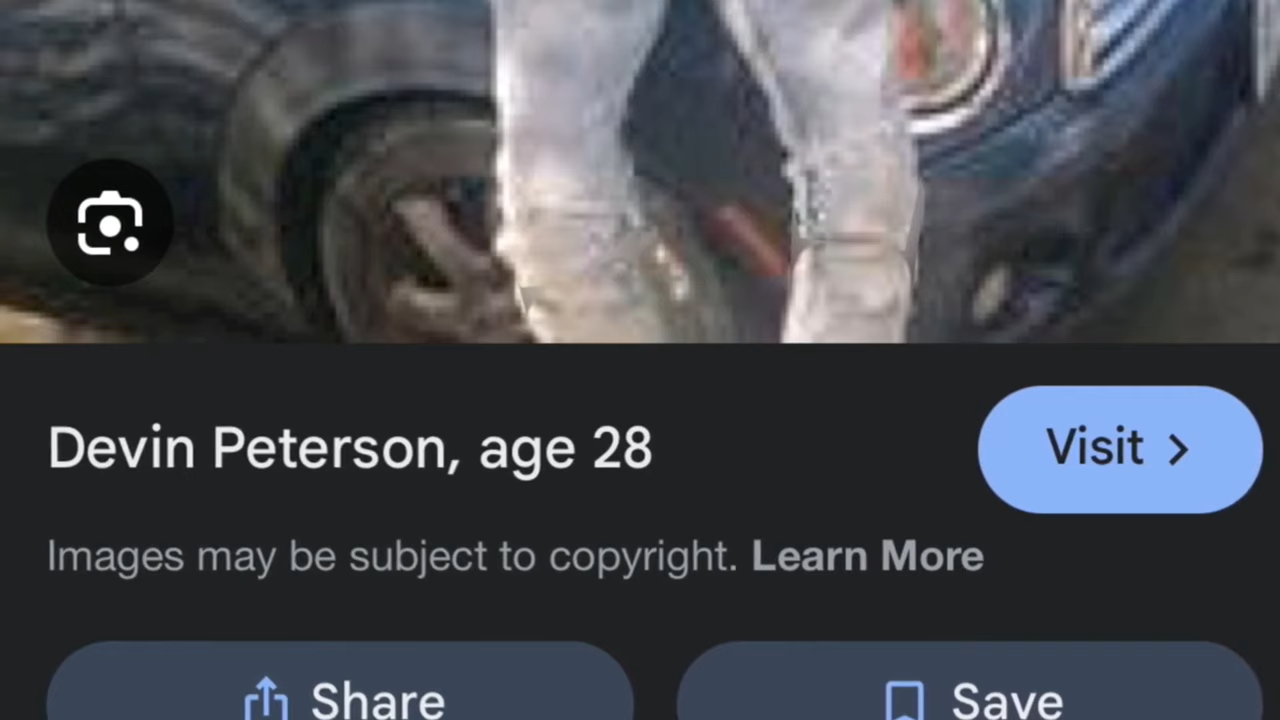 Devin Peterson, age 28
Visit
Images may be subject to copyright. Learn More
Share
Save